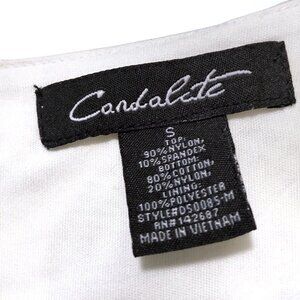 Candalite
S
TOP:
90%NYLON,
10%SPANDEX
BOTTOM:
80%COTTON,
20%NYLON,
LINING:
100%POLYESTER
STYLE#DS0085-M
RN#142687
MADE IN VIETNAM